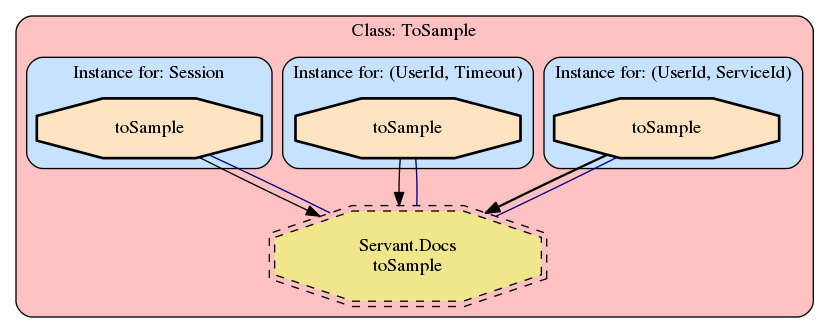 Class: ToSample
Instance for: Session
Instance for: (UserId, Timeout)
Instance for: (UserId, ServiceId)
toSample
toSample
toSample
Servant.Docs
toSample